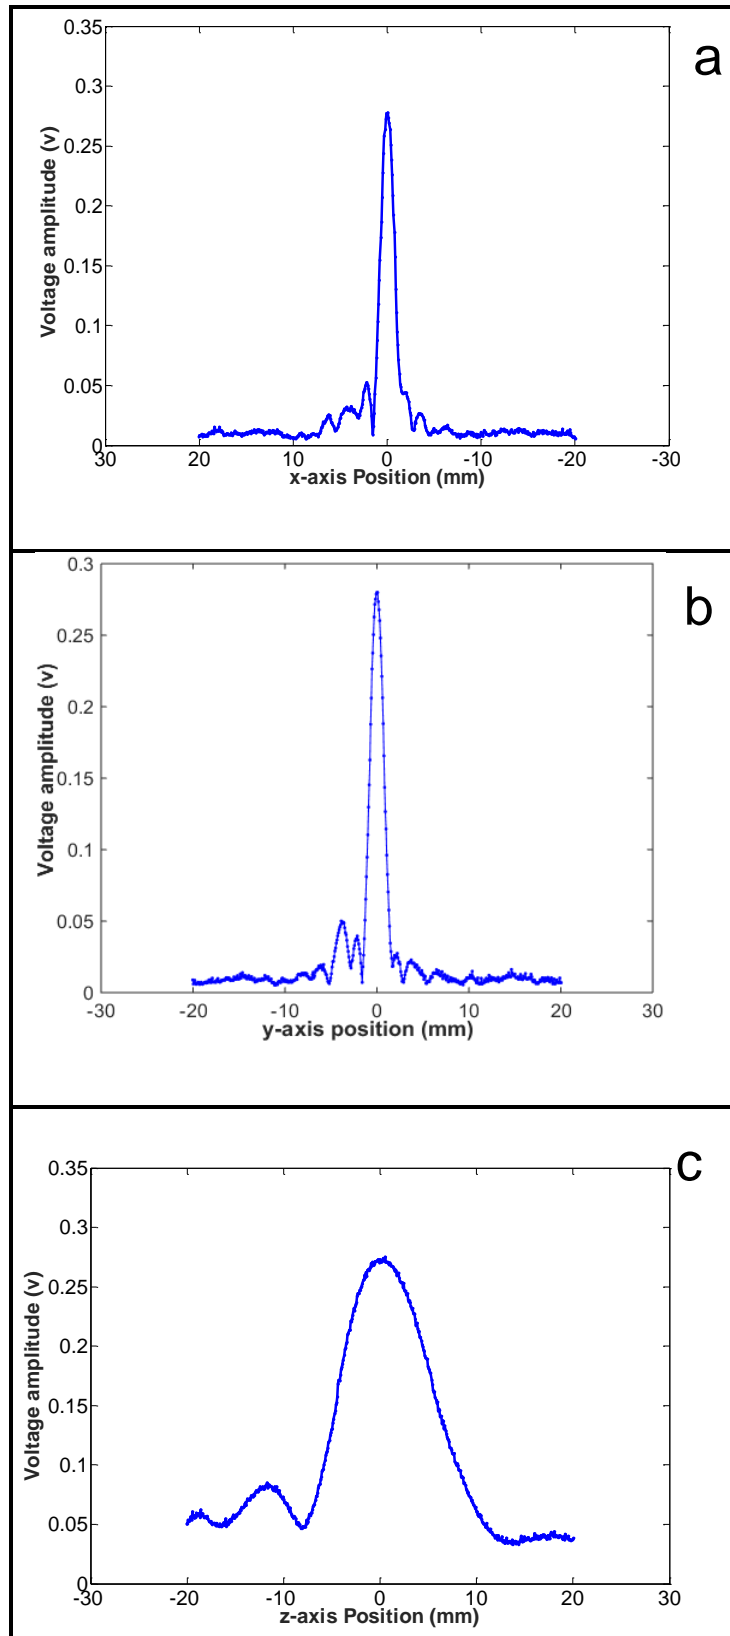 a
0.35
0.3
0.25
0.2
0.15
0.1
0.05
0
Voltage amplitude (v)
30 20 10 0 -10 -20 -30
x-axis Position (mm)
b
0.3
0.25
0.2
0.15
0.1
0.05
0
Voltage amplitude (v)
-30 -20 -10 0 10 20 30
y-axis position (mm)
c
0.35
0.3
0.25
0.2
0.15
0.1
0.05
0
Voltage amplitude (v)
-30 -20 -10 0 10 20 30
z-axis Position (mm)